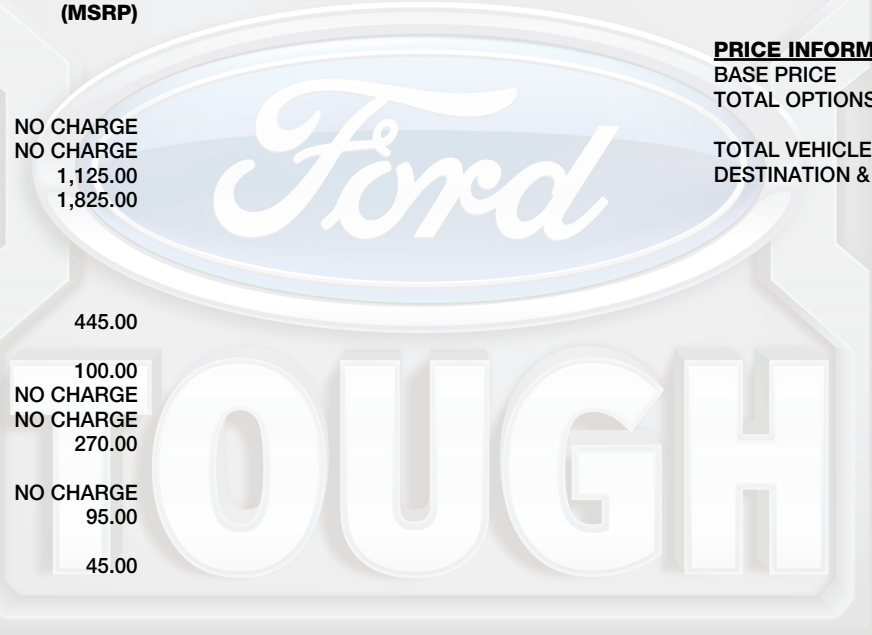 (MSRP)
NO CHARGE
NO CHARGE
1,125.00
1,825.00
445.00
100.00
NO CHARGE
NO CHARGE
270.00
NO CHARGE
95.00
45.00
PRICE INFORM
BASE PRICE
TOTAL OPTIONS
TOTAL VEHICLE
DESTINATION &
Ford
TOUGH